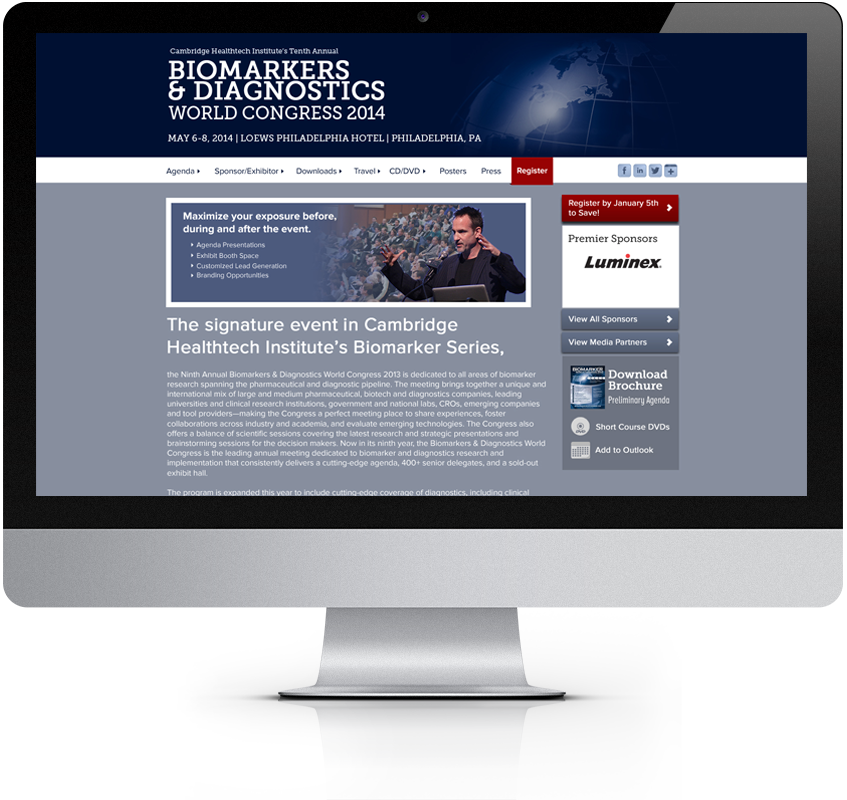 Cambridge Healthtech Institute's Tenth Annual
BIOMARKERS
& DIAGNOSTICS
WORLD CONGRESS 2014
MAY 6-8, 2014 | LOEWS PHILADELPHIA HOTEL | PHILADELPHIA, PA
Agenda Sponsor/Exhibitor Downloads Travel CD/DVD Posters Press Register
Maximize your exposure before,
during and after the event.
Agenda Presentations
Exhibit Booth Space
Customized Lead Generation
Branding Opportunities
The signature event in Cambridge
Healthtech Institute's Biomarker Series,
the Ninth Annual Biomarkers & Diagnostics World Congress 2013 is dedicated to all areas of biomarker
research spanning the pharmaceutical and diagnostic pipeline. The meeting brings together a unique and
international mix of large and medium pharmaceutical, biotech and diagnostics companies, leading
universities and clinical research institutions, government and national labs, CROs, emerging companies
and tool providers—making the Congress a perfect meeting place to share experiences, foster
collaborations across industry and academia, and evaluate emerging technologies. The Congress also
offers a balance of scientific sessions covering the latest research and strategic presentations and
brainstorming sessions for the decision makers. Now in its ninth year, the Biomarkers & Diagnostics World
Congress is the leading annual meeting dedicated to biomarker and diagnostics research and
implementation that consistently delivers a cutting-edge agenda, 400+ senior delegates, and a sold-out
exhibit hall.
The program is expanded this year to include cutting-edge coverage of diagnostics, including clinical
Register by January 5th
to Save!
Premier Sponsors
Luminex
View All Sponsors
View Media Partners
BIOMARKERS
Download
Brochure
Preliminary Agenda
DVD
Short Course DVDs
Add to Outlook